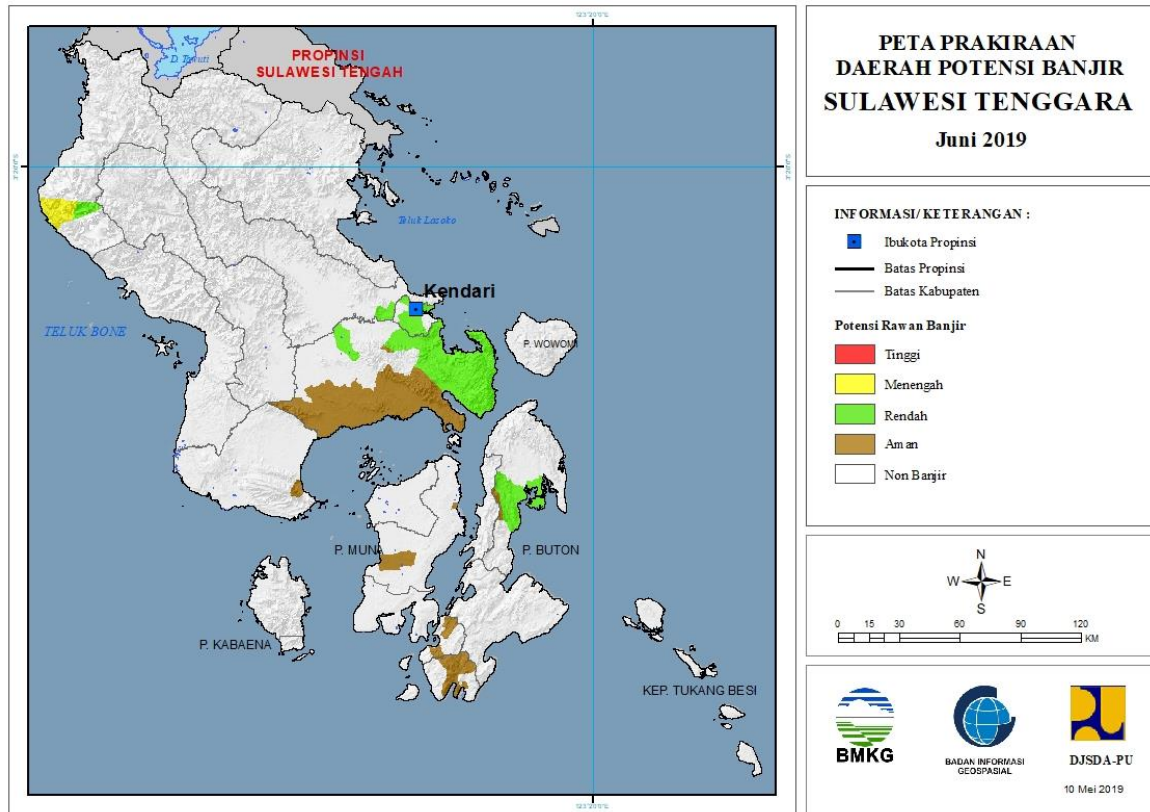 PETA PRAKIRAAN
DAERAH POTENSI BANJIR
SULAWESI TENGGARA
Juni 2019
INFORMASI/ KETERANGAN :
Ibukota Propinsi
Batas Propinsi
Batas Kabupaten
Potensi Rawan Banjir
Tinggi
Menengah
Rendah
Aman
Non Banjir
N
W E
S
0 15 30 60 90 120
KM
BMKG
BADAN INFORMASI
GEOSPASIAL
DJSDA-PU
10 Mei 2019
PROPINSI
SULAWESI TENGAH
Teluk Lasolo
Kendari
TELUK BONE
P. WOWONI
P. MUNA
P. BUTON
P. KABAENA
KEP. TUKANG BESI